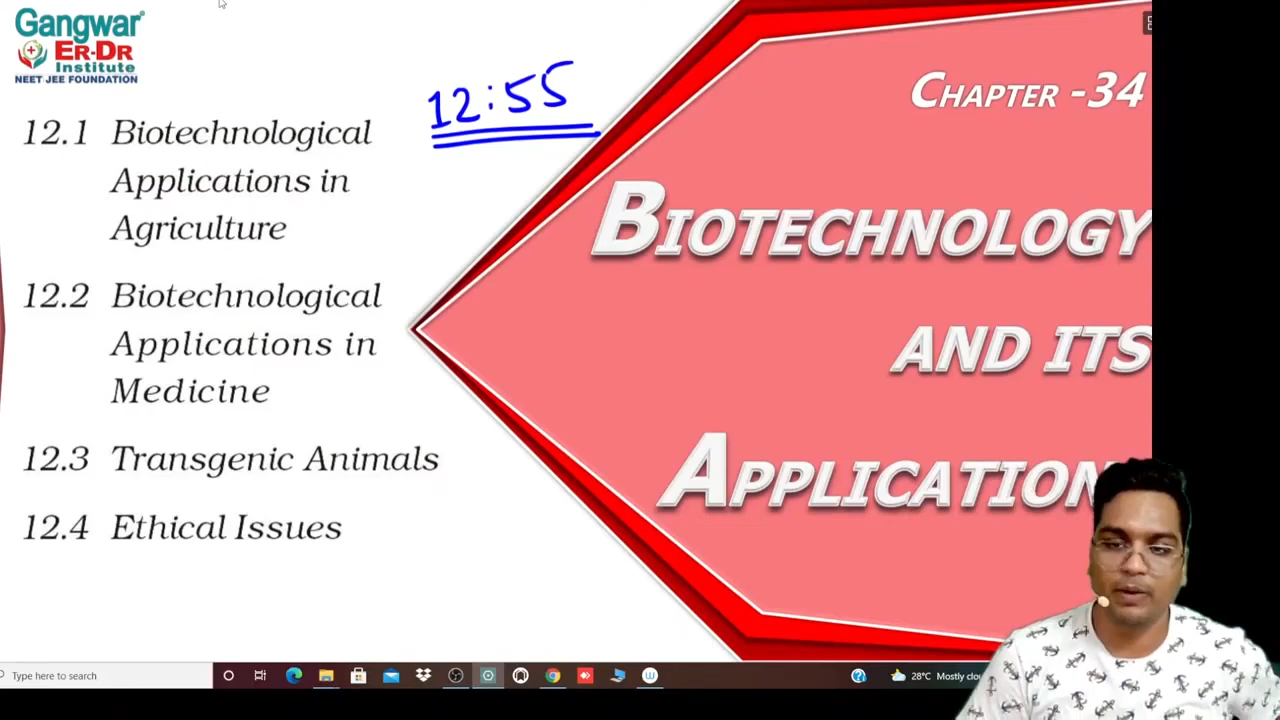 Gangwar®
ER-DR
Institute
NEET JEE FOUNDATION
12:55
12.1 Biotechnological
Applications in
Agriculture
12.2 Biotechnological
Applications in
Medicine
12.3 Transgenic Animals
12.4 Ethical Issues
CHAPTER -34
BIOTECHNOLOGY
AND ITS
APPLICATION
Type here to search
28°C Mostly clou